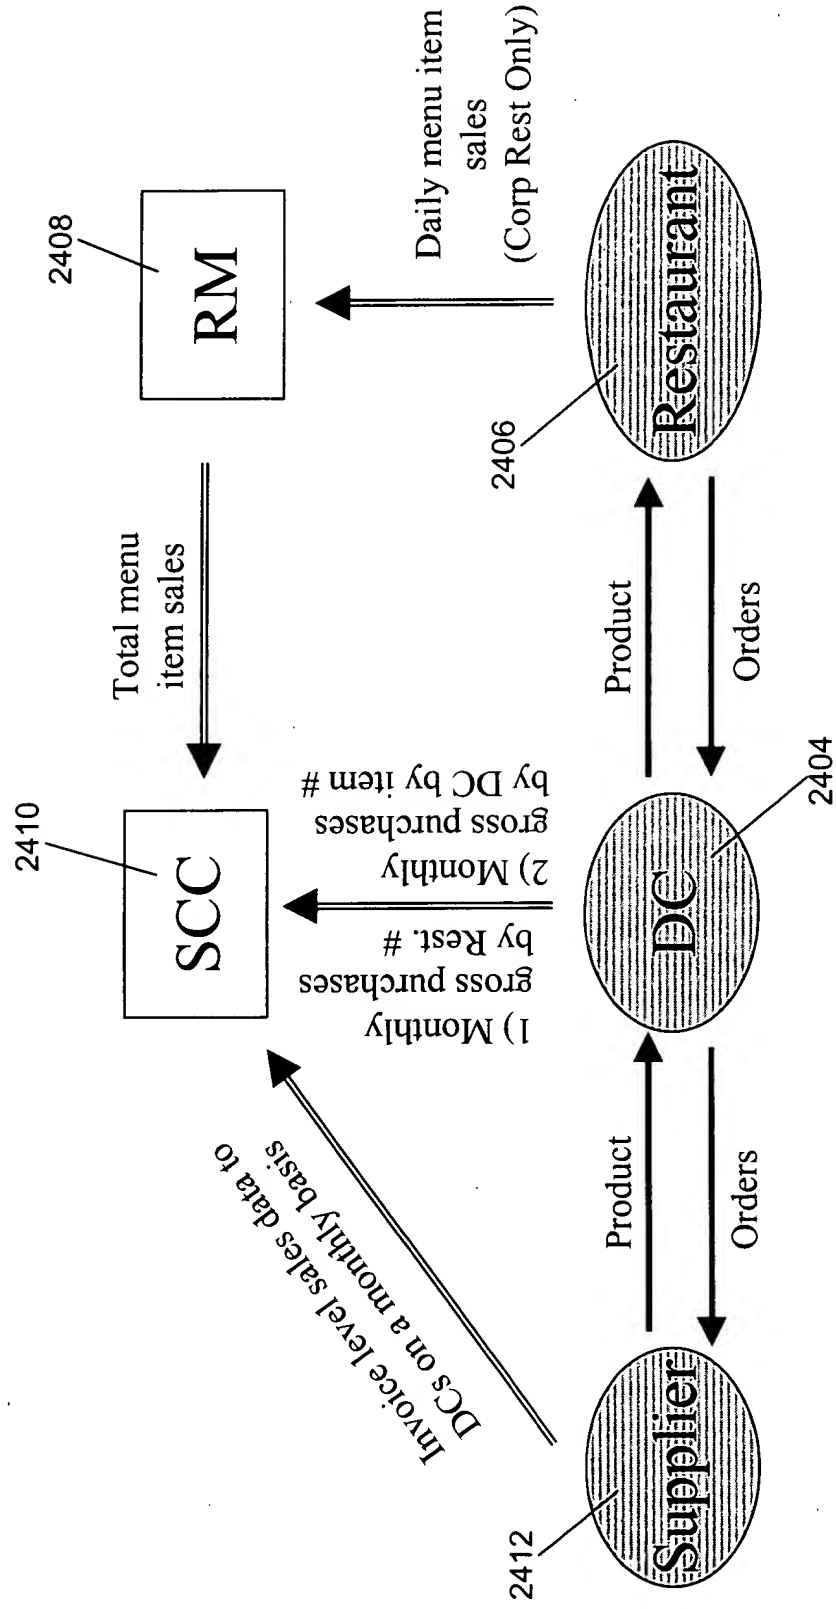 2410
SCC
Total menu
item sales
2408
RM
Invoice level sales data to
DCs on a monthly basis
1) Monthly
gross purchases
by Rest. #
2) Monthly
gross purchases
by DC by item #
Daily menu item
sales
(Corp Rest Only)
2412
Supplier
Product
Orders
DC
2404
Product
Orders
2406
Restaurant